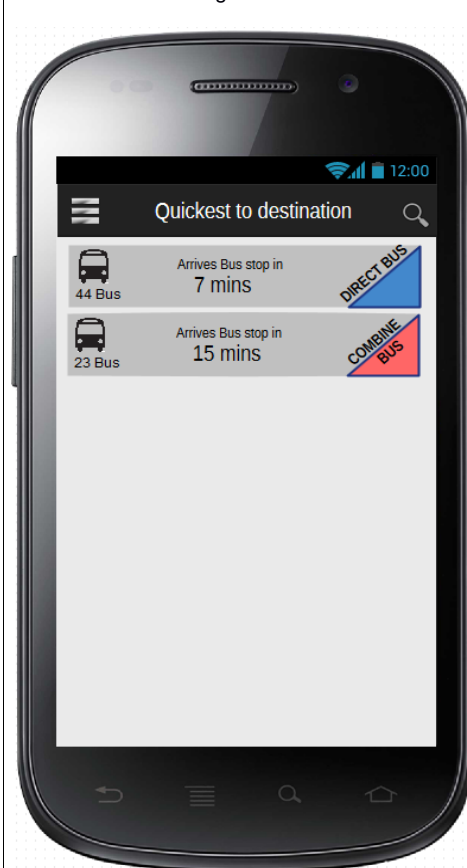 12:00
Quickest to destination
Arrives Bus stop in
7 mins
44 Bus
DIRECT BUS
Arrives Bus stop in
15 mins
23 Bus
COMBINE
BUS